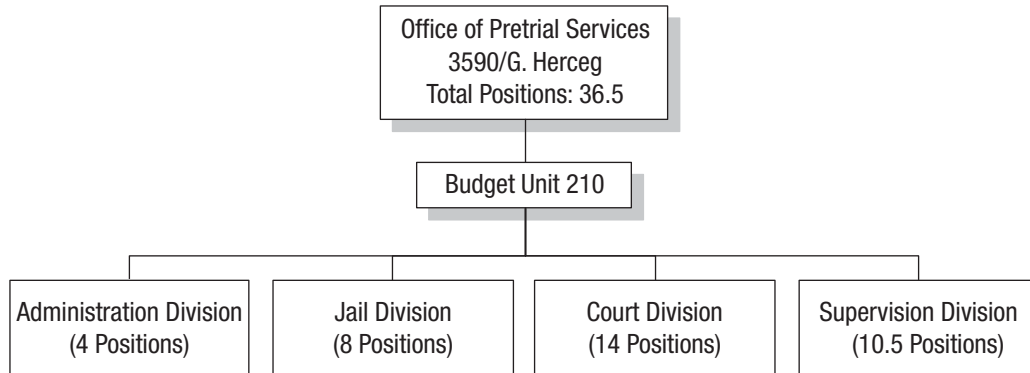 Office of Pretrial Services
3590/G. Herceg
Total Positions: 36.5
Budget Unit 210
Administration Division
(4 Positions)
Jail Division
(8 Positions)
Court Division
(14 Positions)
Supervision Division
(10.5 Positions)